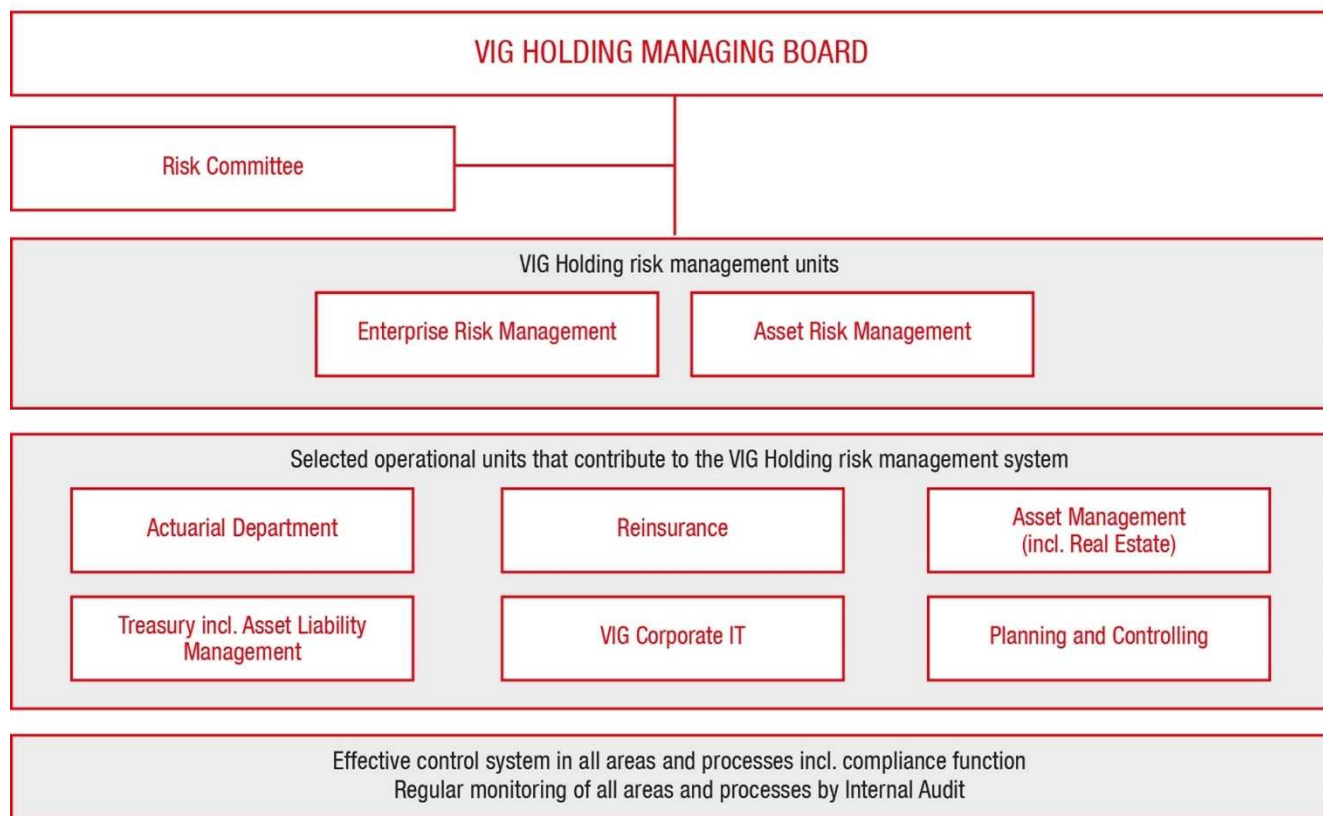 VIG HOLDING MANAGING BOARD
Risk Committee
VIG Holding risk management units
Enterprise Risk Management
Asset Risk Management
Selected operational units that contribute to the VIG Holding risk management system
Actuarial Department
Reinsurance
Asset Management
(incl. Real Estate)
Treasury incl. Asset Liability
Management
VIG Corporate IT
Planning and Controlling
Effective control system in all areas and processes incl. compliance function
Regular monitoring of all areas and processes by Internal Audit